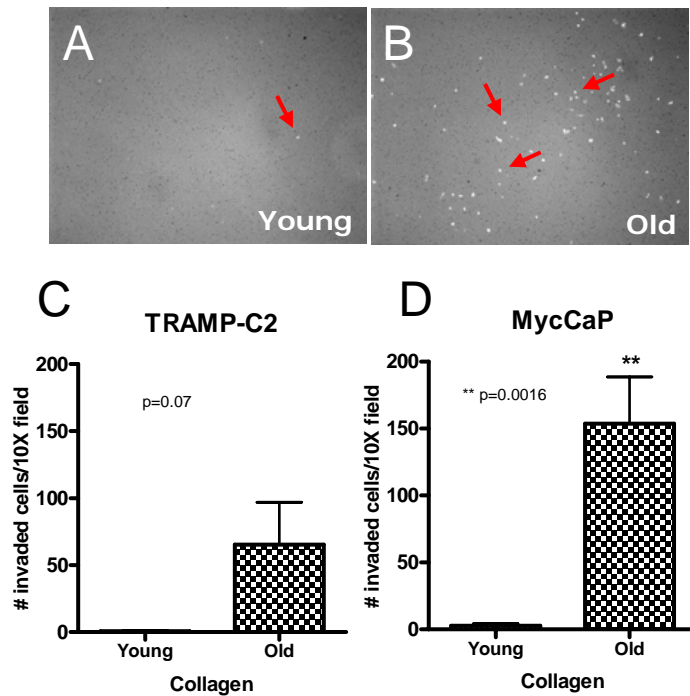 A
Young
B
Old
C
TRAMP-C2
# invaded cells/10X field
200
150
100
50
0
p=0.07
Young
Old
Collagen
D
MycCaP
# invaded cells/10X field
200
150
100
50
0
** p=0.0016
**
Young
Old
Collagen